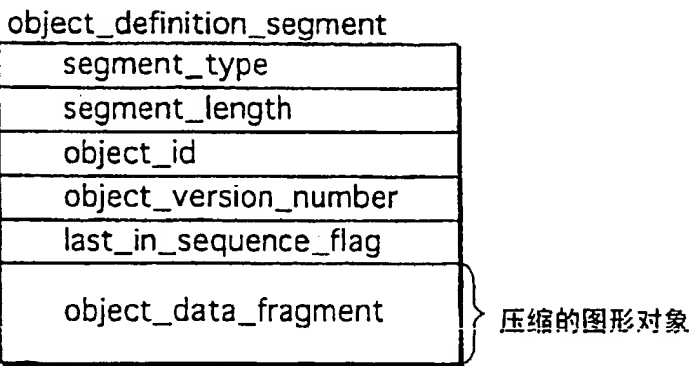 object_definition_segment
segment_type
segment_length
object_id
object_version_number
last_in_sequence_flag
object_data_fragment
压缩的图形对象